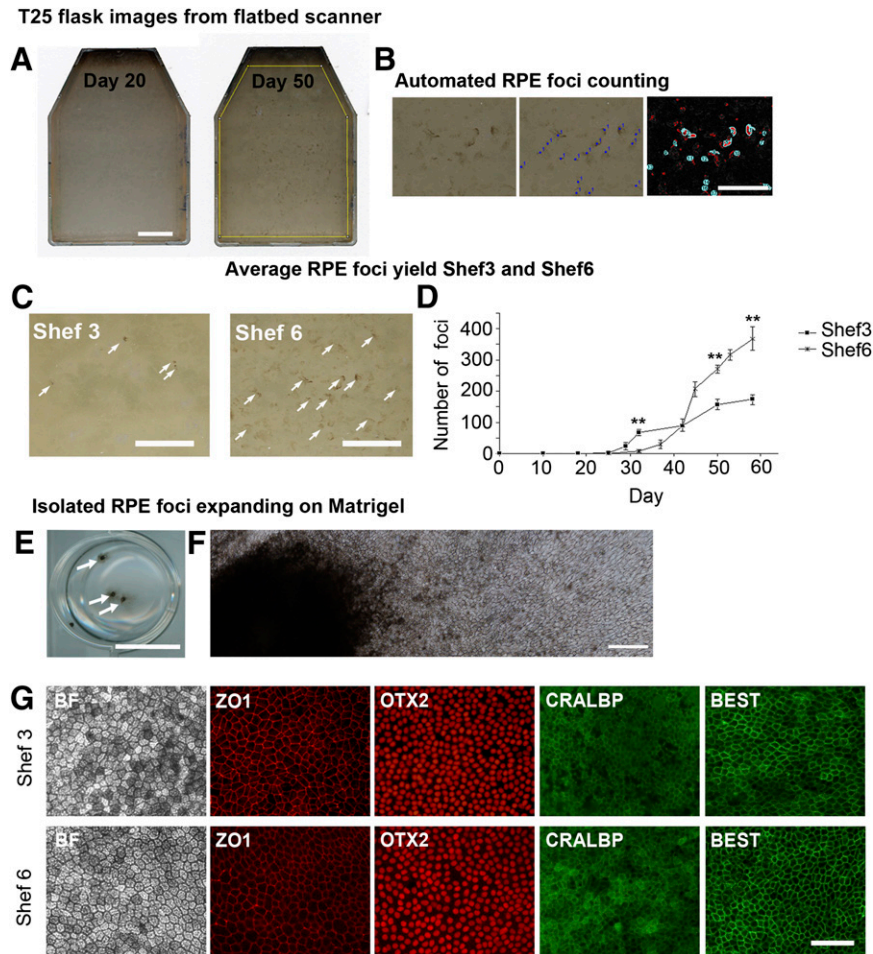 T25 flask images from flatbed scanner
A
Day 20
Day 50
B
Automated RPE foci counting
Average RPE foci yield Shef3 and Shef6
C
Shef 3
Shef 6
D
Number of foci
400
300
200
100
0
**
**
**
0 10 20 30 40 50 60
Day
Shef3
Shef6
Isolated RPE foci expanding on Matrigel
E
F
G
Shef 3
BF
ZO1
OTX2
CRALBP
BEST
Shef 6
BF
ZO1
OTX2
CRALBP
BEST